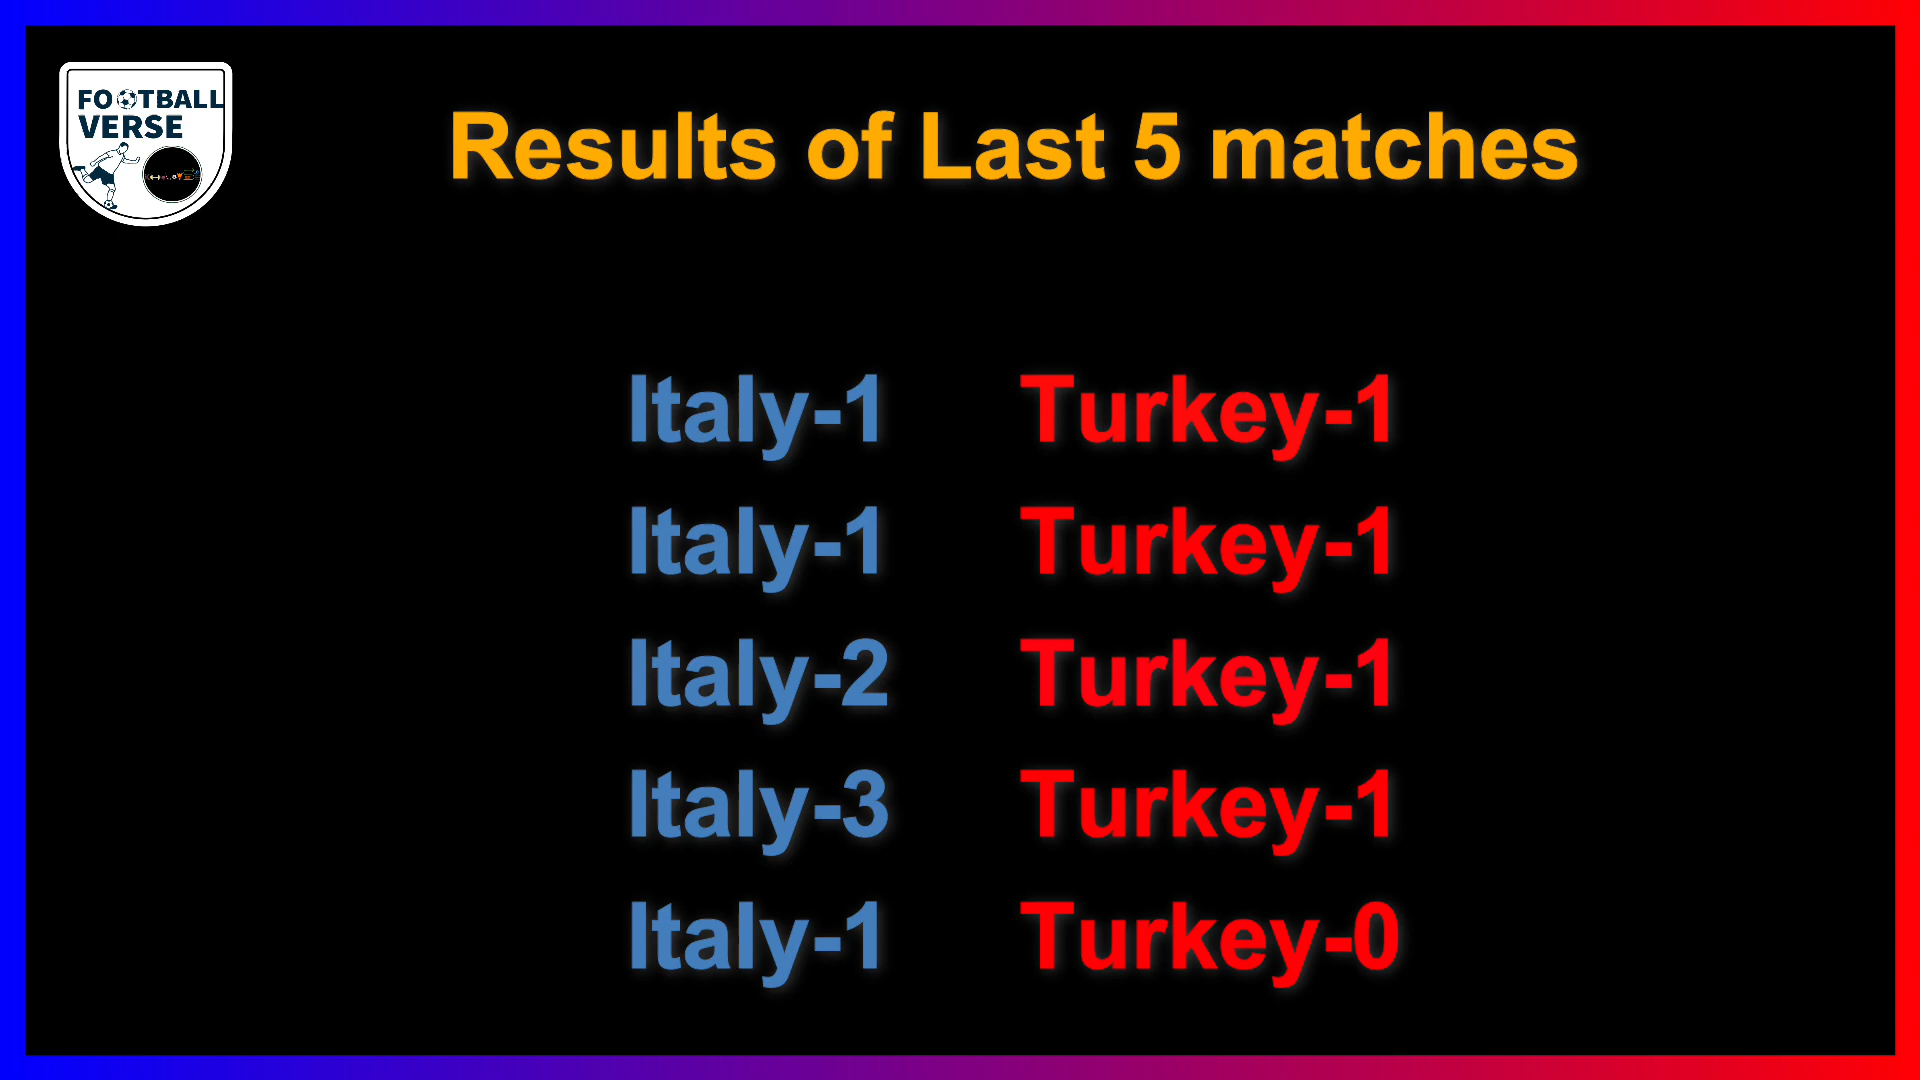 FOOTBALL
VERSE
Results of Last 5 matches
Italy-1 Turkey-1
Italy-1 Turkey-1
Italy-2 Turkey-1
Italy-3 Turkey-1
Italy-1 Turkey-0